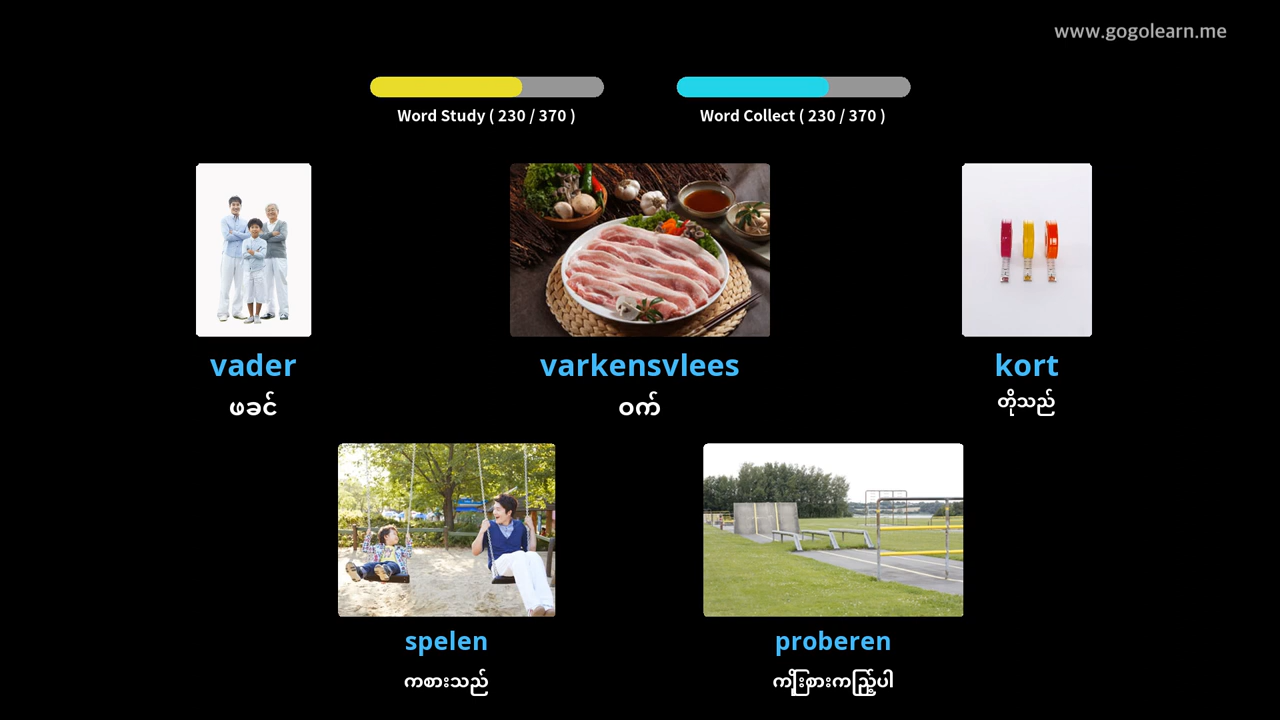 www.gogolearn.me
Word Study ( 230 / 370 )
Word Collect ( 230 / 370 )
vader
ဖခင်
varkensvlees
ဝက်
kort
တိုသည်
spelen
ကစားသည်
proberen
ကြိုးစားကြည့်ပါ